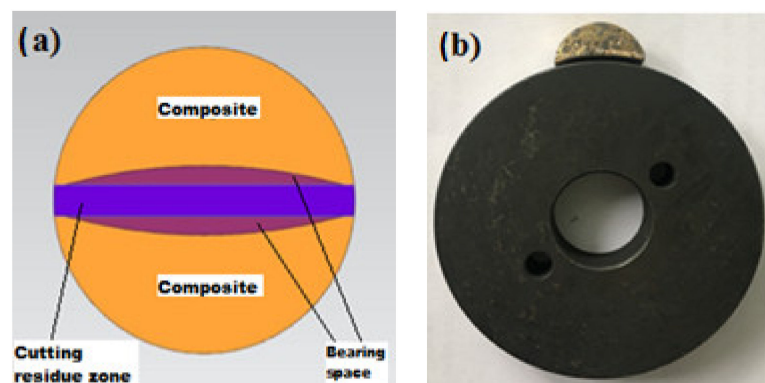 (a)
Composite
Composite
Cutting
residue zone
Bearing
space
(b)